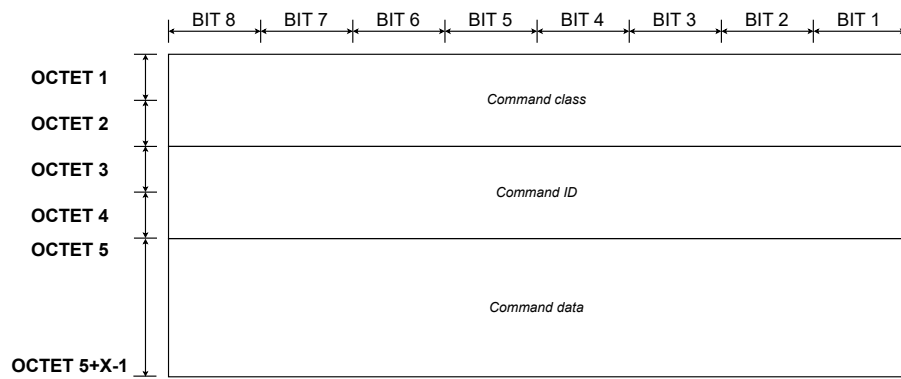 BIT 8 BIT 7 BIT 6 BIT 5 BIT 4 BIT 3 BIT 2 BIT 1
OCTET 1
Command class
OCTET 2
OCTET 3
Command ID
OCTET 4
OCTET 5
Command data
OCTET 5+X-1